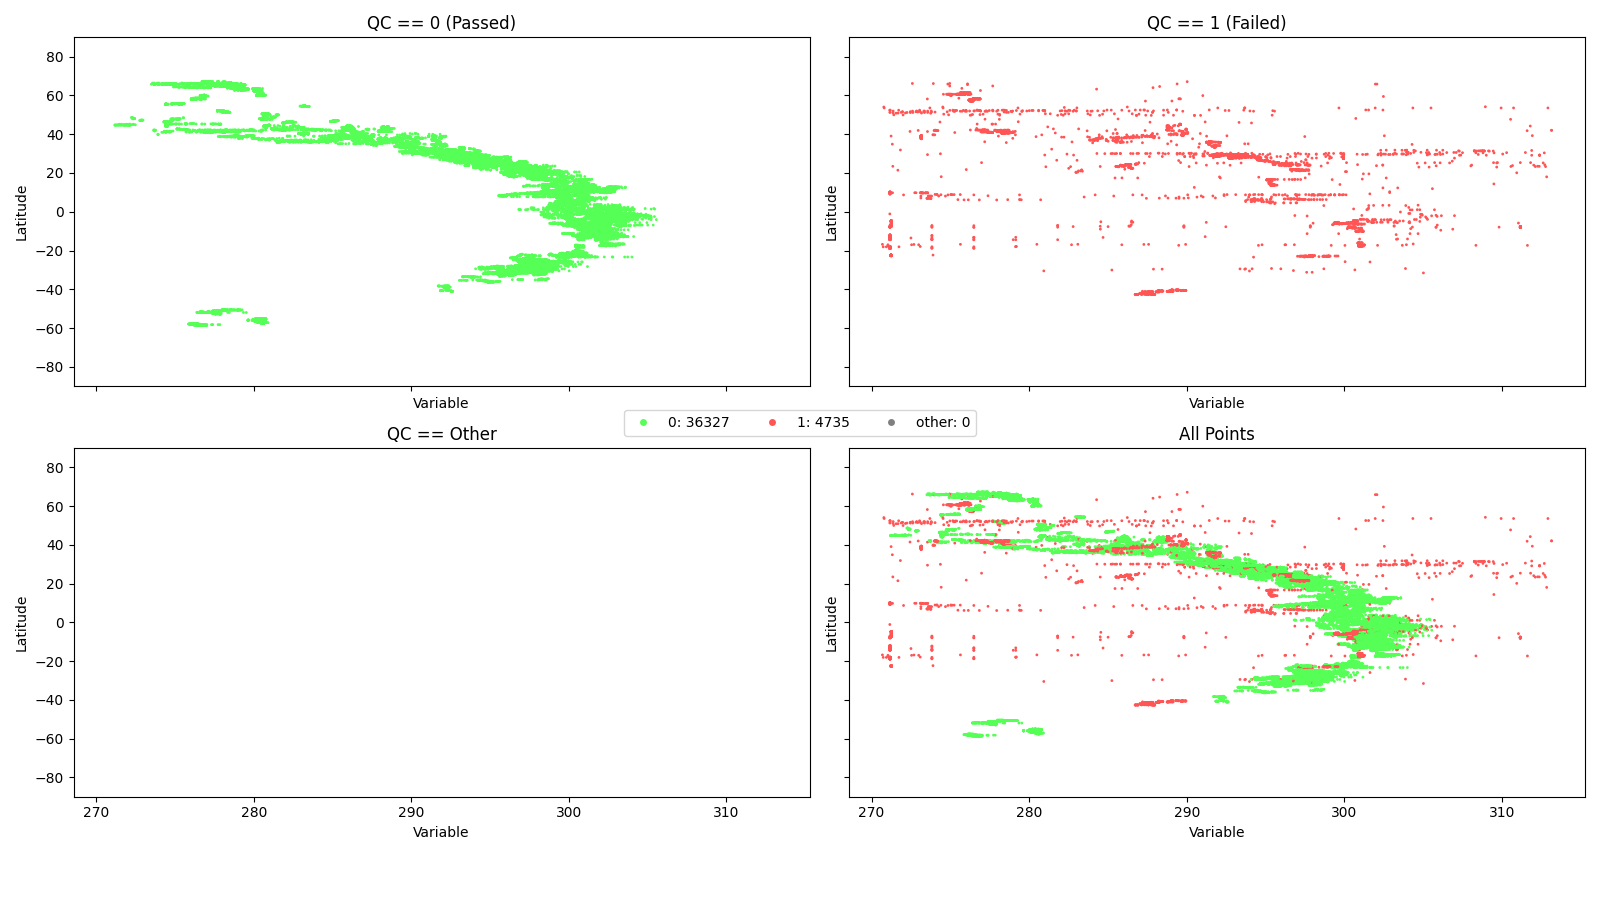 QC == 0 (Passed)
QC == 1 (Failed)
80
60
40
20
0
−20
−40
−60
−80
Latitude
Latitude
Variable
Variable
0: 36327
1: 4735
other: 0
QC == Other
All Points
80
60
40
20
0
−20
−40
−60
−80
Latitude
Latitude
270
280
290
300
310
270
280
290
300
310
Variable
Variable